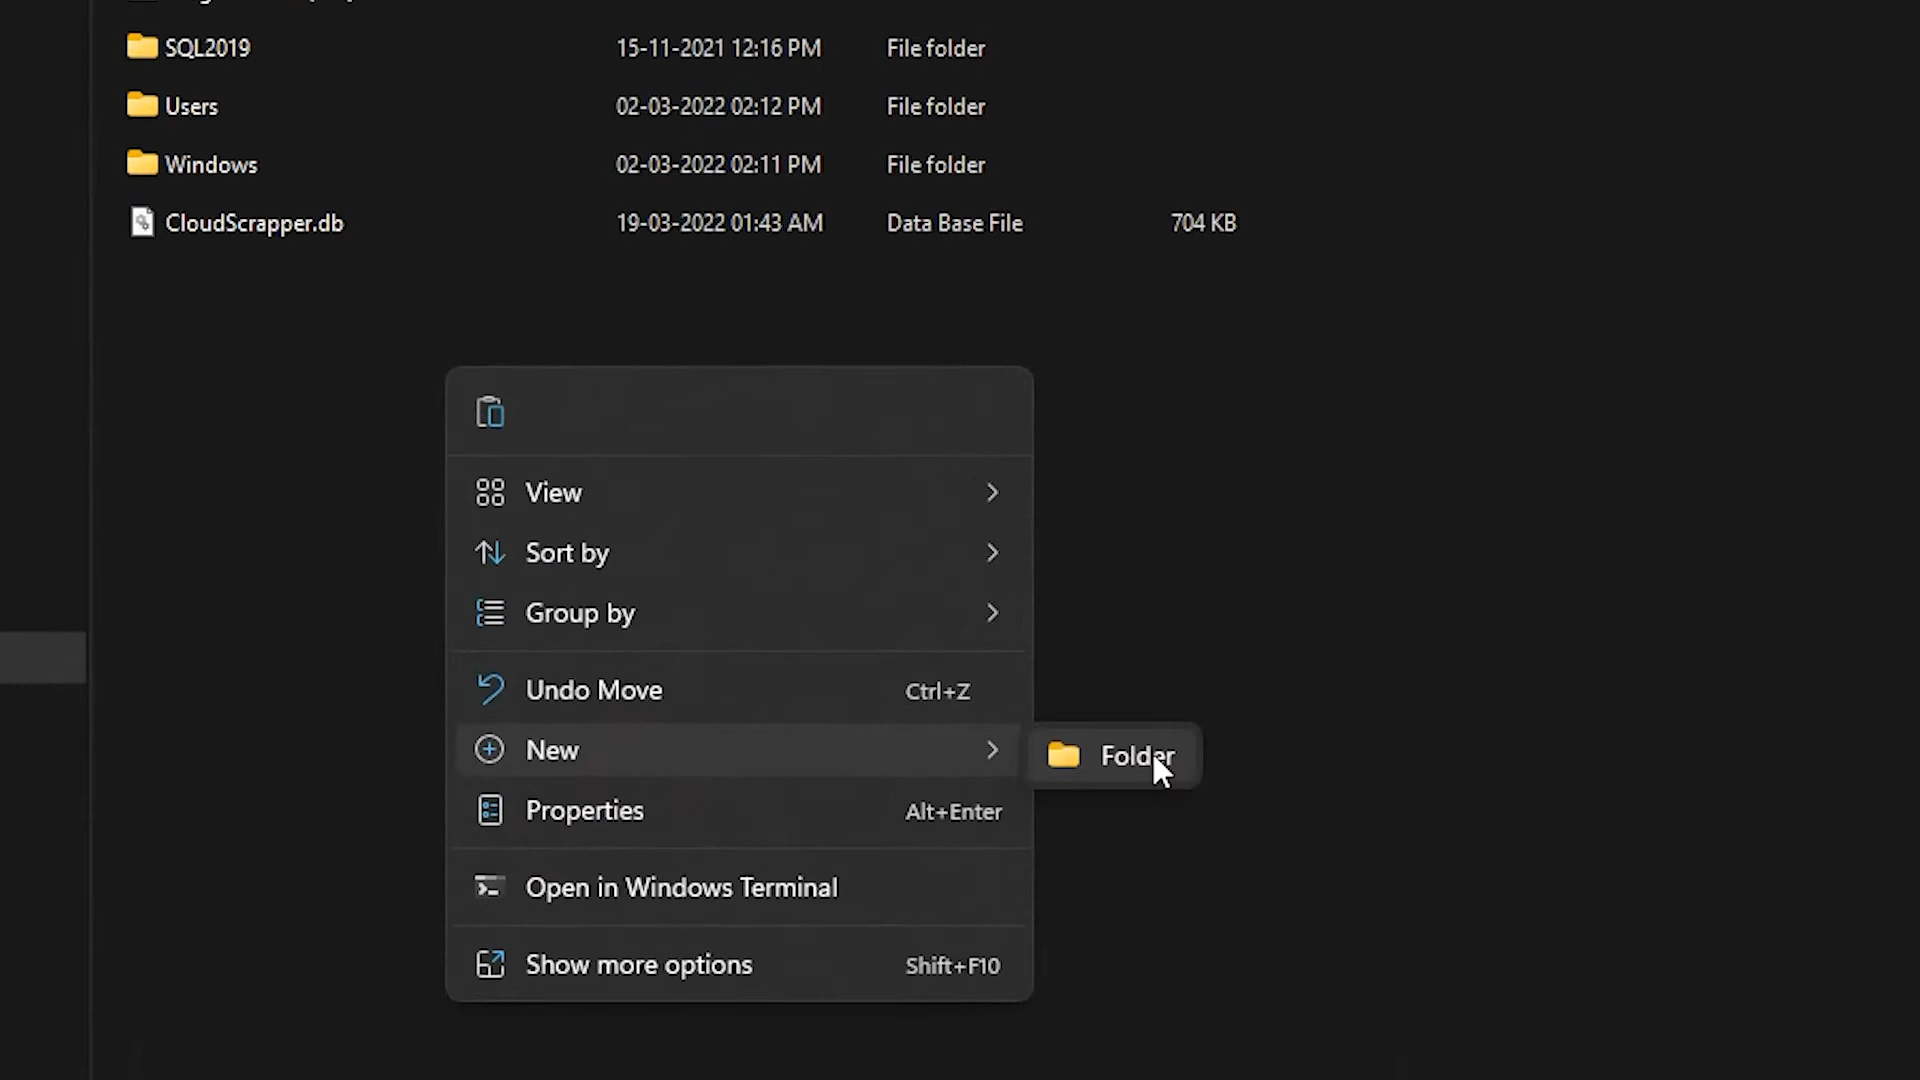 SQL2019 15-11-2021 12:16 PM File folder
Users 02-03-2022 02:12 PM File folder
Windows 02-03-2022 02:11 PM File folder
CloudScrapper.db 19-03-2022 01:43 AM Data Base File 704 KB
View
Sort by
Group by
Undo Move Ctrl+Z
New
Folder
Properties Alt+Enter
Open in Windows Terminal
Show more options Shift+F10